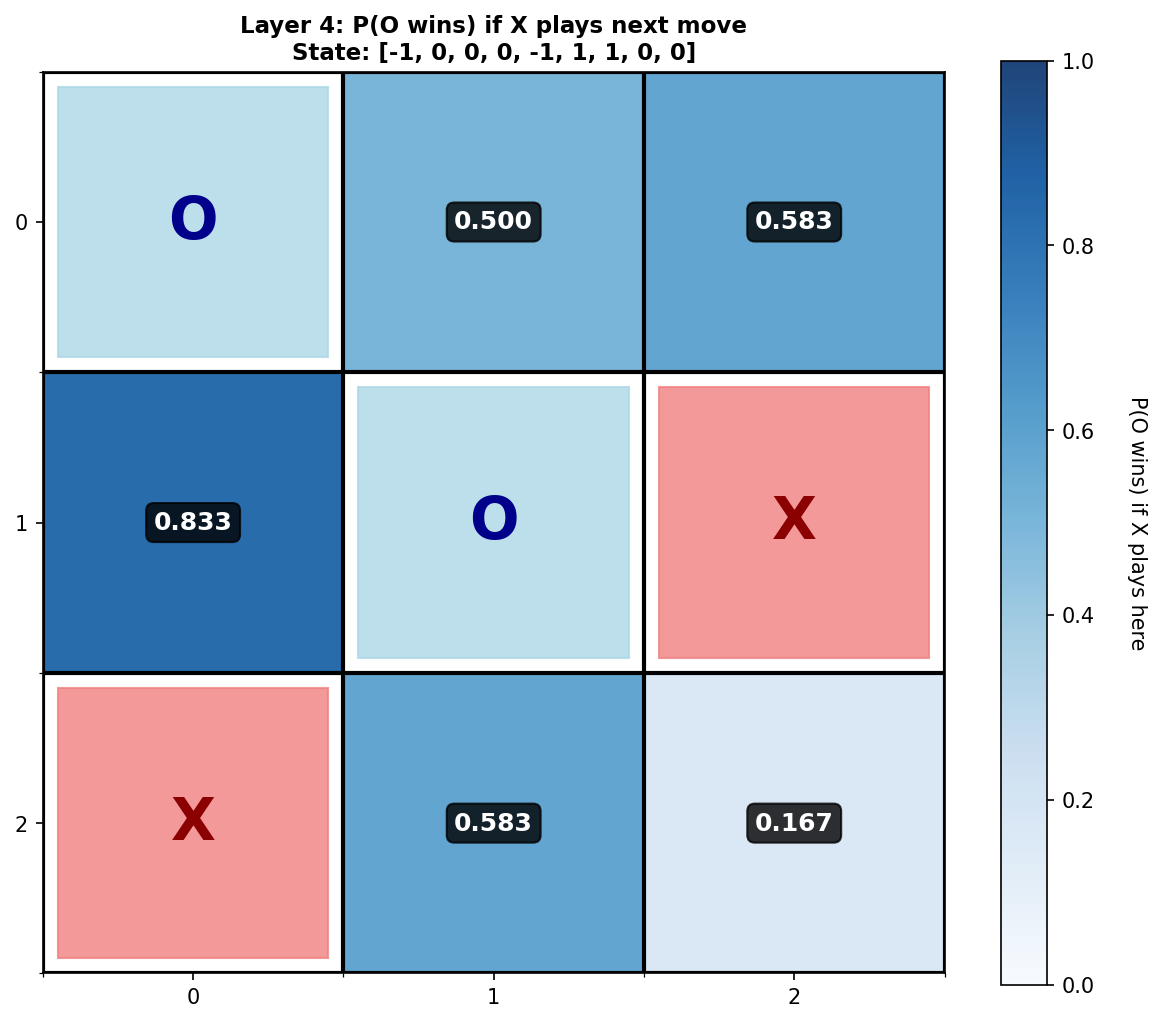 Layer 4: P(O wins) if X plays next move
State: [-1, 0, 0, 0, -1, 1, 1, 0, 0]
1.0
0 O 0.500 0.583
0.8
1 0.833 O X
0.6
P(O wins) if X plays here
0.4
2 X 0.583 0.167
0.2
0.0
0 1 2